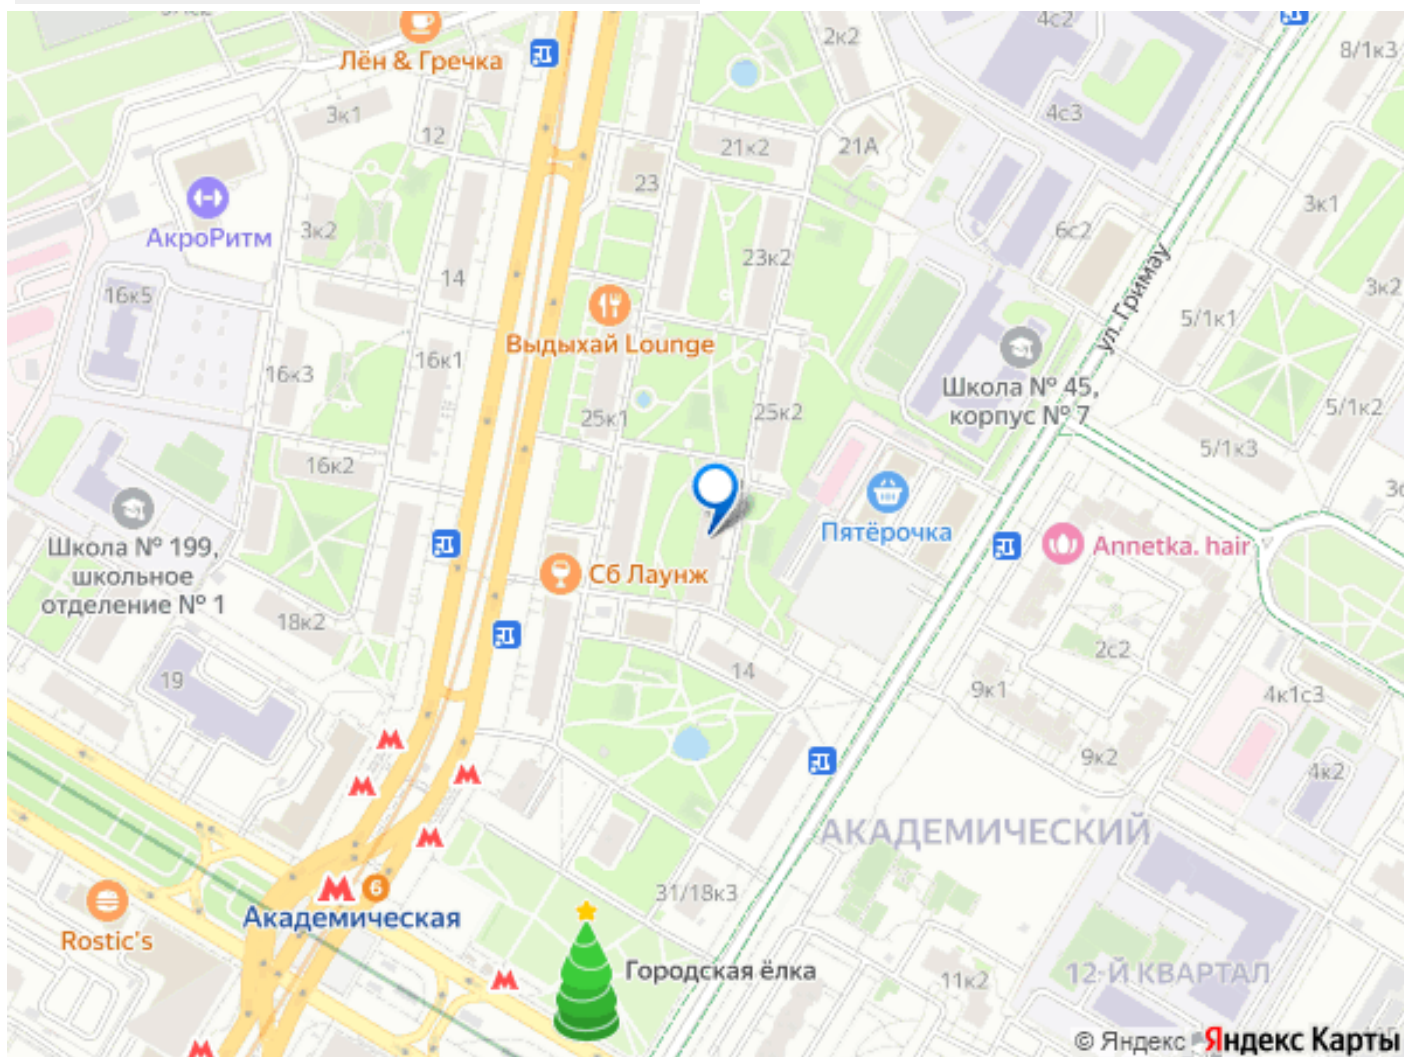 4с2
2к2
8/1к3
Лён & Гречка
3к1
12
4с3
21к2
21А
23
3к1
АкроРитм
3к2
6с2
14
23к2
ул. Гримау
3к2
16к5
5/1к1
Выдыхай Lounge
16к1
16к3
Школа № 45,
корпус № 7
25к1
25к2
5/1к2
5/1к3
16к2
Пятёрочка
Школа № 199,
школьное
отделение № 1
Annetka. hair
Сб Лаунж
18к2
2с2
14
19
9к1
4к1с3
9к2
4к2
АКАДЕМИЧЕСКИЙ
31/18к3
6
Академическая
Rostic's
Городская ёлка
11к2
12-Й КВАРТАЛ
© Яндекс Яндекс Карты